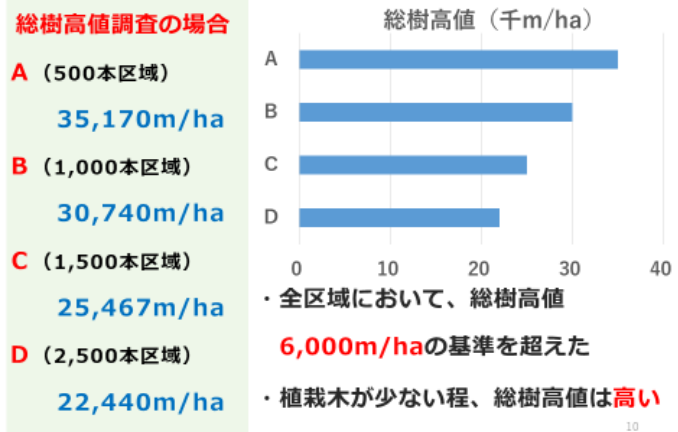 総樹高値調査の場合
A（500本区域）
35,170m/ha
B（1,000本区域）
30,740m/ha
C（1,500本区域）
25,467m/ha
D（2,500本区域）
22,440m/ha
総樹高値（千m/ha）
A
B
C
D
0 10 20 30 40
・全区域において、総樹高値
6,000m/haの基準を超えた
・植栽木が少ない程、総樹高値は高い
10